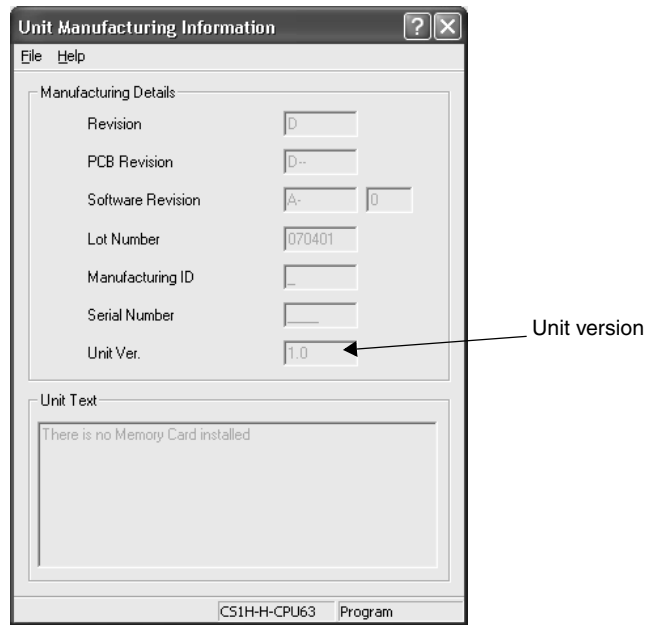 Unit Manufacturing Information
File Help
Manufacturing Details
Revision D
PCB Revision D--
Software Revision A- 0
Lot Number 070401
Manufacturing ID _
Serial Number ____
Unit Ver. 1.0
Unit version
Unit Text
There is no Memory Card installed
CS1H-H-CPU63 Program